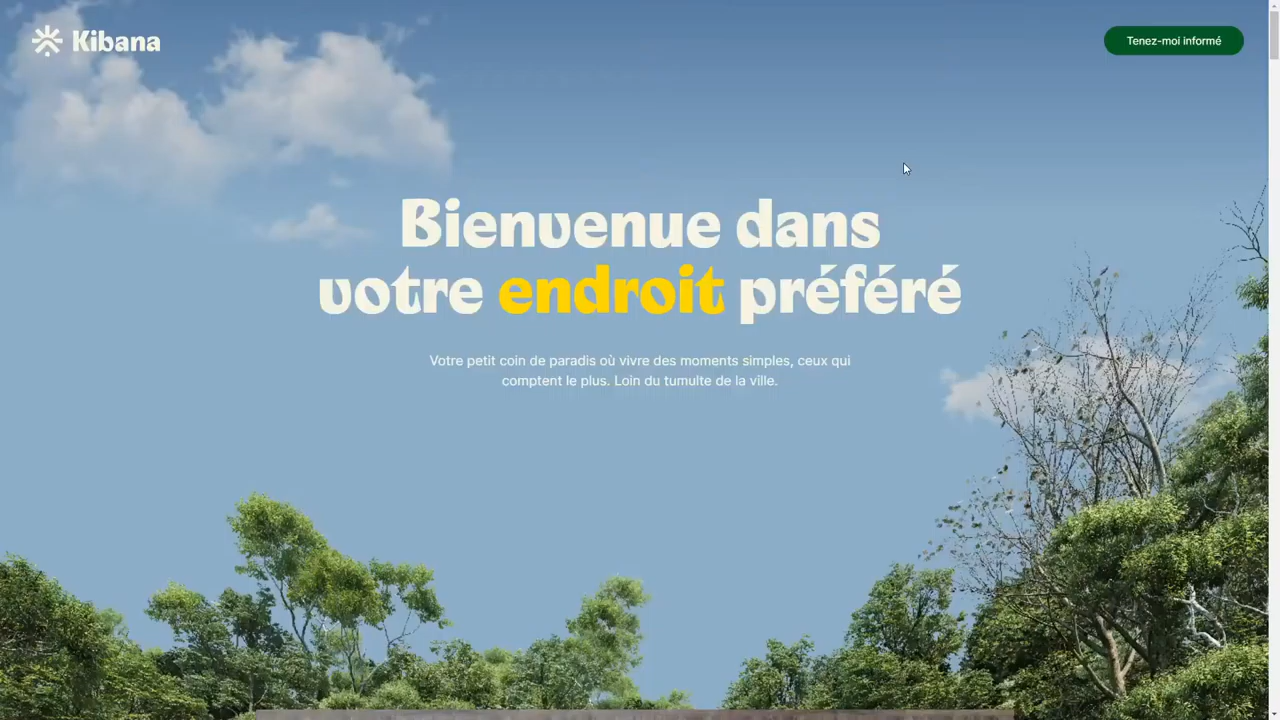 Kibana
Tenez-moi informé
Bienvenue dans
votre endroit préféré
Votre petit coin de paradis où vivre des moments simples, ceux qui
comptent le plus. Loin du tumulte de la ville.